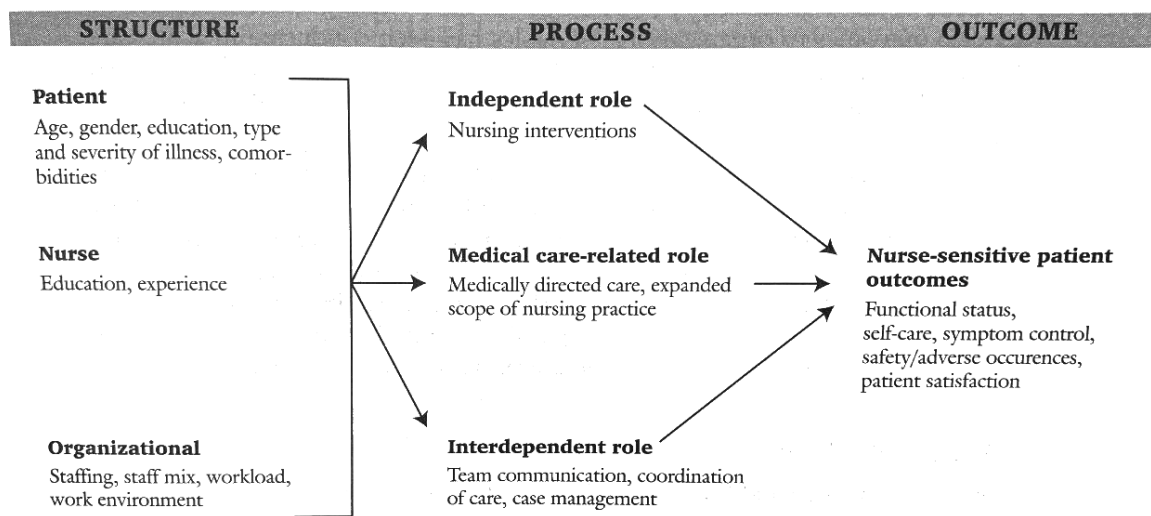 STRUCTURE
PROCESS
OUTCOME
Patient
Age, gender, education, type
and severity of illness, comor-
bidities
Nurse
Education, experience
Organizational
Staffing, staff mix, workload,
work environment
Independent role
Nursing interventions
Medical care-related role
Medically directed care, expanded
scope of nursing practice
Interdependent role
Team communication, coordination
of care, case management
Nurse-sensitive patient
outcomes
Functional status,
self-care, symptom control,
safety/adverse occurences,
patient satisfaction